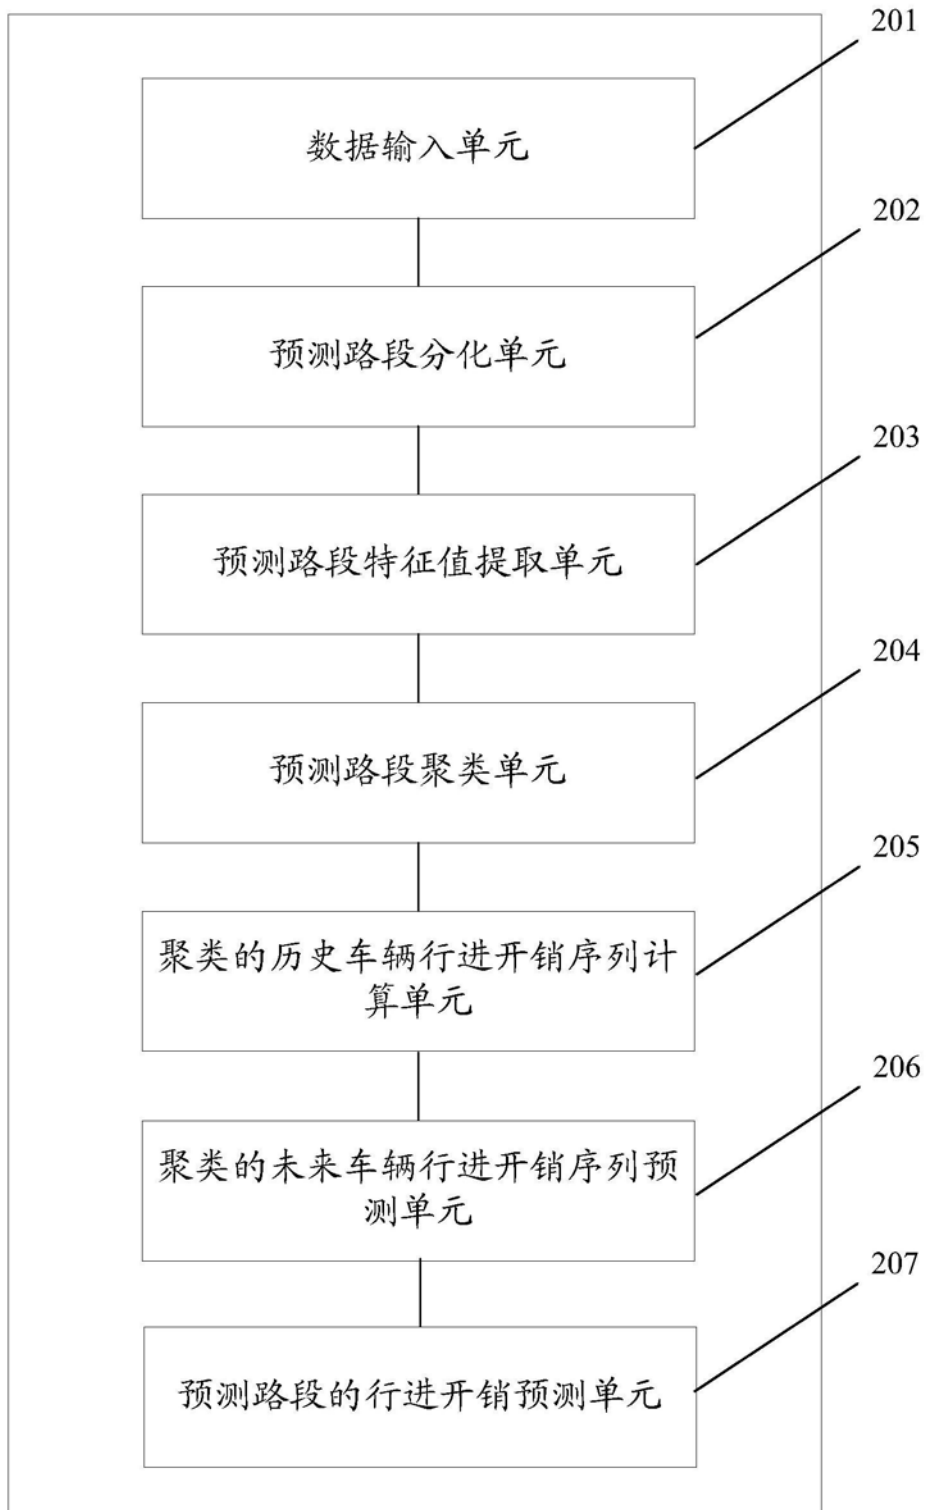 201
数据输入单元
202
预测路段分化单元
203
预测路段特征值提取单元
204
预测路段聚类单元
205
聚类的历史车辆行进开销序列计
算单元
206
聚类的未来车辆行进开销序列预
测单元
207
预测路段的行进开销预测单元